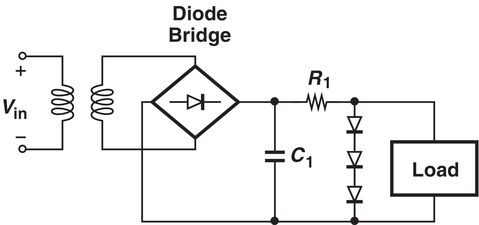 Diode
Bridge
+
Vin
−
R1
C1
Load